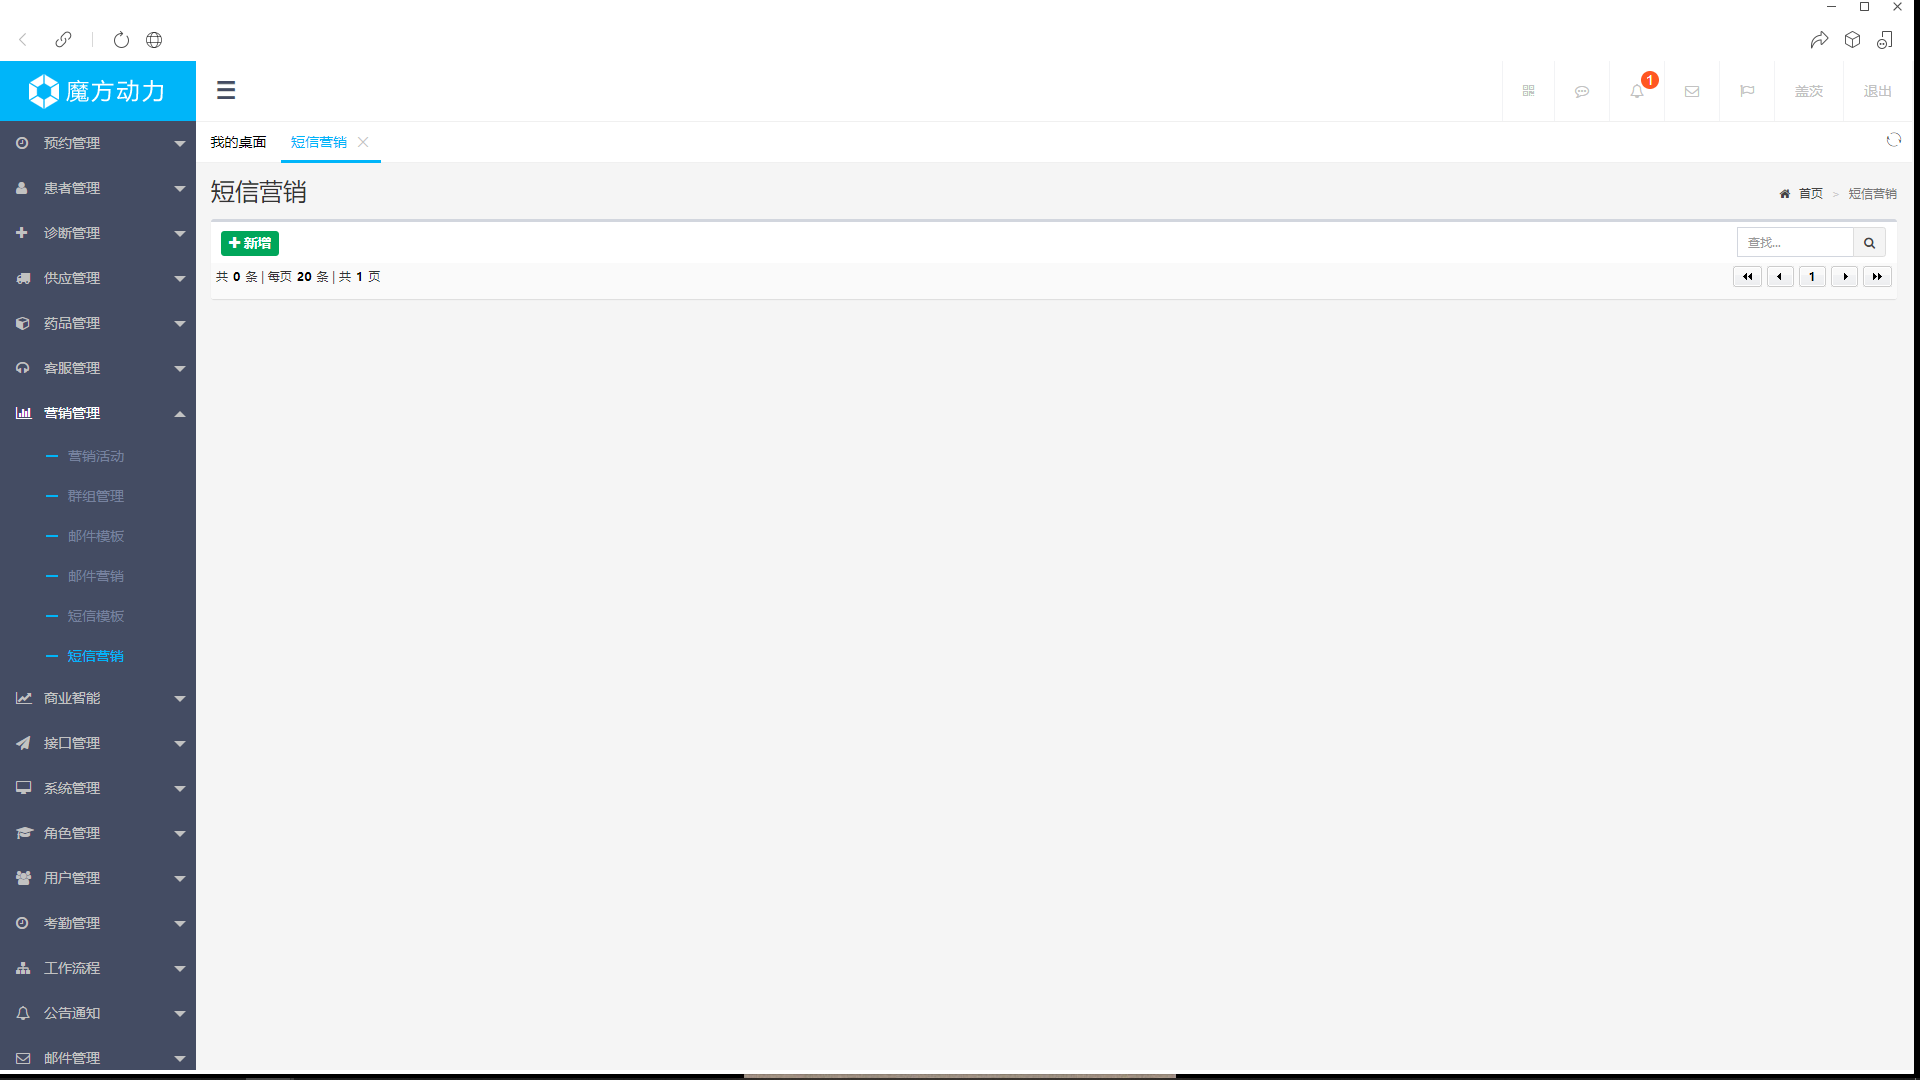 魔方动力
1
盖茨
退出
预约管理
患者管理
诊断管理
供应管理
药品管理
客服管理
营销管理
营销活动
群组管理
邮件模板
邮件营销
短信模板
短信营销
商业智能
接口管理
系统管理
角色管理
用户管理
考勤管理
工作流程
公告通知
邮件管理
我的桌面
短信营销
短信营销
首页 > 短信营销
新增
查找...
共 0 条 | 每页 20 条 | 共 1 页
1